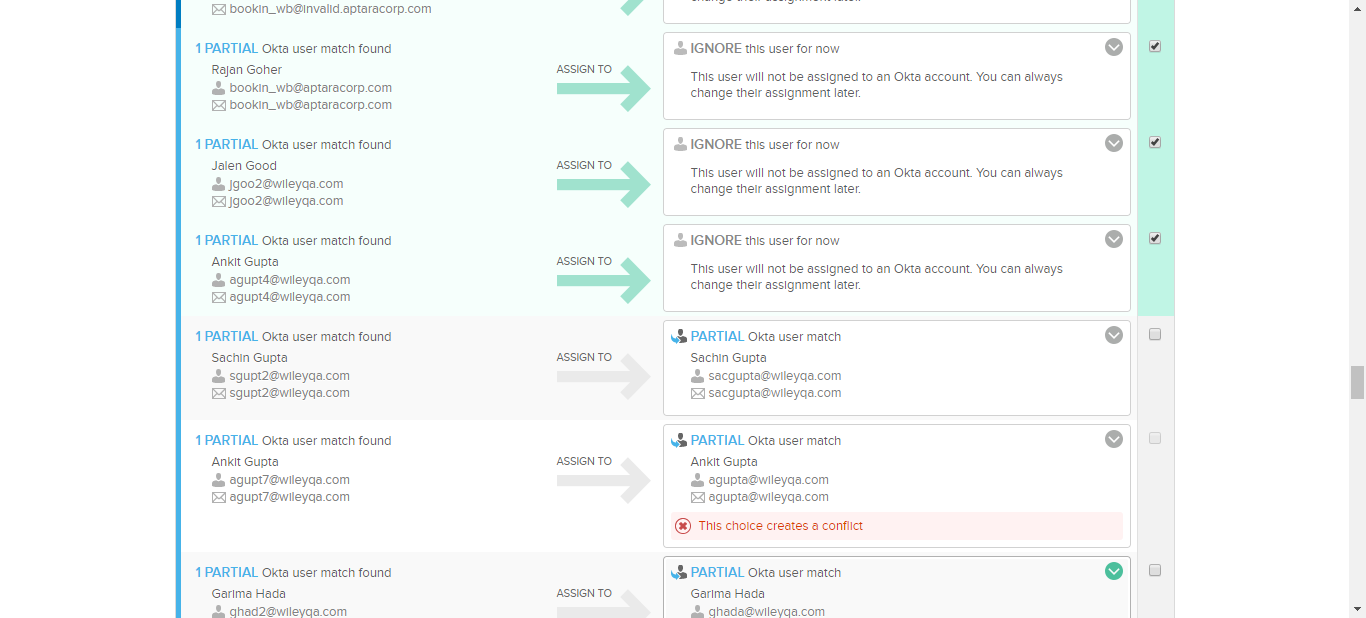 bookin_wb@invalid.aptaracorp.com
change their assignment later.
1 PARTIAL Okta user match found
Rajan Goher
bookin_wb@aptaracorp.com
bookin_wb@aptaracorp.com
ASSIGN TO
IGNORE this user for now
This user will not be assigned to an Okta account. You can always
change their assignment later.
1 PARTIAL Okta user match found
Jalen Good
jgoo2@wileyqa.com
jgoo2@wileyqa.com
ASSIGN TO
IGNORE this user for now
This user will not be assigned to an Okta account. You can always
change their assignment later.
1 PARTIAL Okta user match found
Ankit Gupta
agupt4@wileyqa.com
agupt4@wileyqa.com
ASSIGN TO
IGNORE this user for now
This user will not be assigned to an Okta account. You can always
change their assignment later.
1 PARTIAL Okta user match found
Sachin Gupta
sgupt2@wileyqa.com
sgupt2@wileyqa.com
ASSIGN TO
PARTIAL Okta user match
Sachin Gupta
sacgupta@wileyqa.com
sacgupta@wileyqa.com
1 PARTIAL Okta user match found
Ankit Gupta
agupt7@wileyqa.com
agupt7@wileyqa.com
ASSIGN TO
PARTIAL Okta user match
Ankit Gupta
agupta@wileyqa.com
agupta@wileyqa.com
This choice creates a conflict
1 PARTIAL Okta user match found
Garima Hada
ghad2@wileyqa.com
ASSIGN TO
PARTIAL Okta user match
Garima Hada
ghada@wileyqa.com